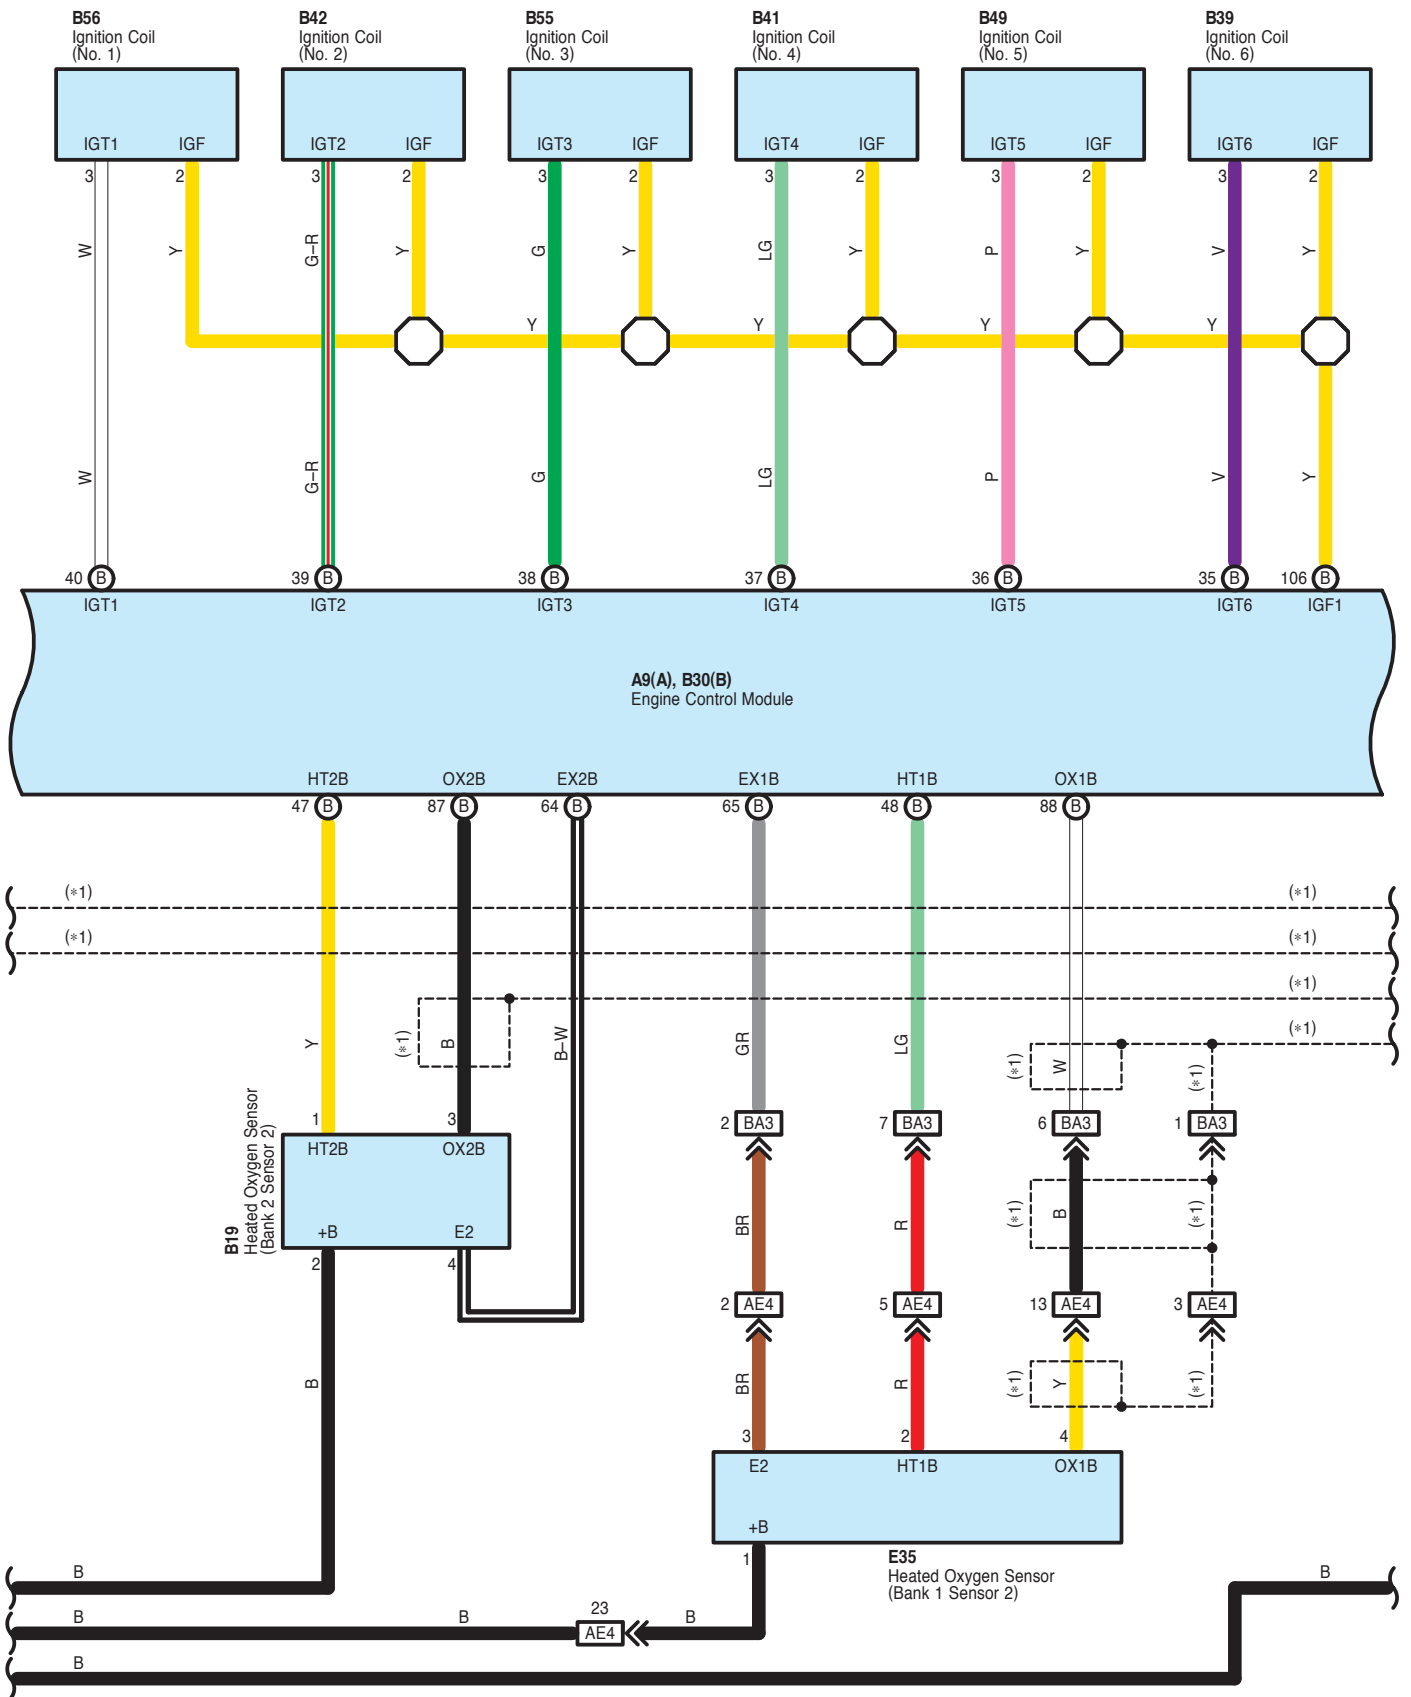 B56 B42 B55 B41 B49 B39
Ignition Coil Ignition Coil Ignition Coil Ignition Coil Ignition Coil Ignition Coil
(No. 1) (No. 2) (No. 3) (No. 4) (No. 5) (No. 6)
IGT1 IGF IGT2 IGF IGT3 IGF IGT4 IGF IGT5 IGF IGT6 IGF
3 2 3 2 3 2 3 2 3 2 3 2
W Y G–R Y G Y LG Y P Y V Y
Y Y Y Y
W G–R G LG P V Y
40 B 39 B 38 B 37 B 36 B 35 B 106 B
IGT1 IGT2 IGT3 IGT4 IGT5 IGT6 IGF1
A9(A), B30(B)
Engine Control Module
HT2B OX2B EX2B EX1B HT1B OX1B
47 B 87 B 64 B 65 B 48 B 88 B
(*1) (*1)
(*1) (*1)
(*1)
(*1)
Y (*1) B B–W GR LG (*1) W (*1)
1 3 2 BA3 7 BA3 6 BA3 1 BA3
HT2B OX2B
B19
Heated Oxygen Sensor
(Bank 2 Sensor 2)
+B E2
2 4
BR R (*1) B (*1)
2 AE4 5 AE4 13 AE4 3 AE4
B BR R (*1) Y (*1)
3 2 4
E2 HT1B OX1B
+B
1
E35
Heated Oxygen Sensor
(Bank 1 Sensor 2)
B B
B B 23 AE4 B
B